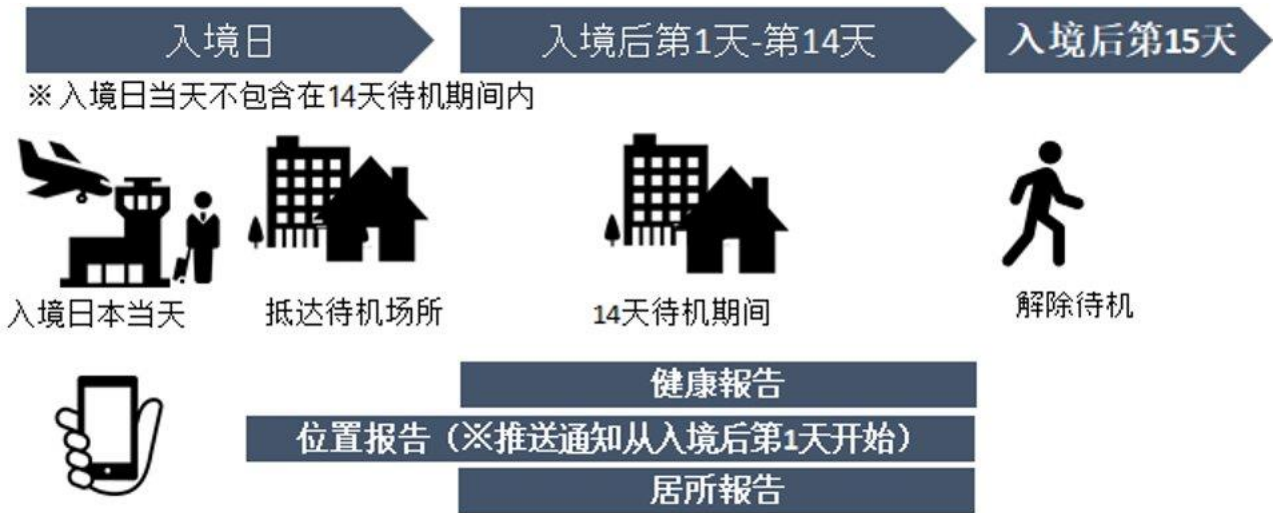 入境日
入境后第1天-第14天
入境后第15天
※ 入境日当天不包含在14天待机期间内
入境日本当天
抵达待机场所
14天待机期间
解除待机
健康報告
位置报告（※推送通知从入境后第1天开始）
居所報告